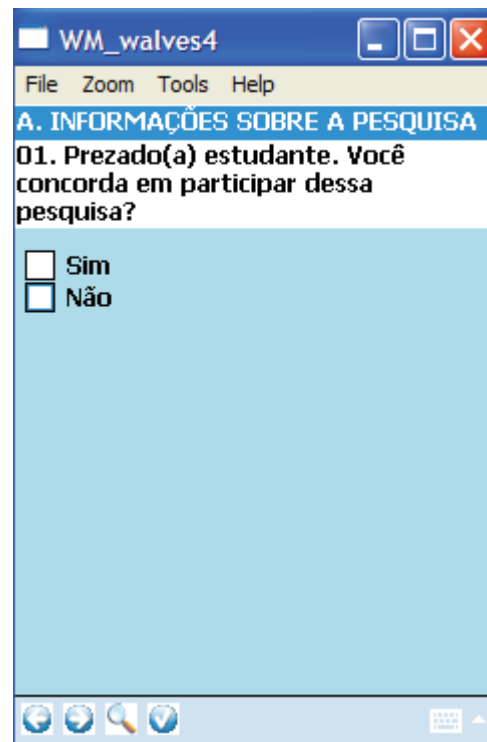 WM_walves4
File Zoom Tools Help
A. INFORMAÇÕES SOBRE A PESQUISA
01. Prezado(a) estudante. Você
concorda em participar dessa
pesquisa?
Sim
Não